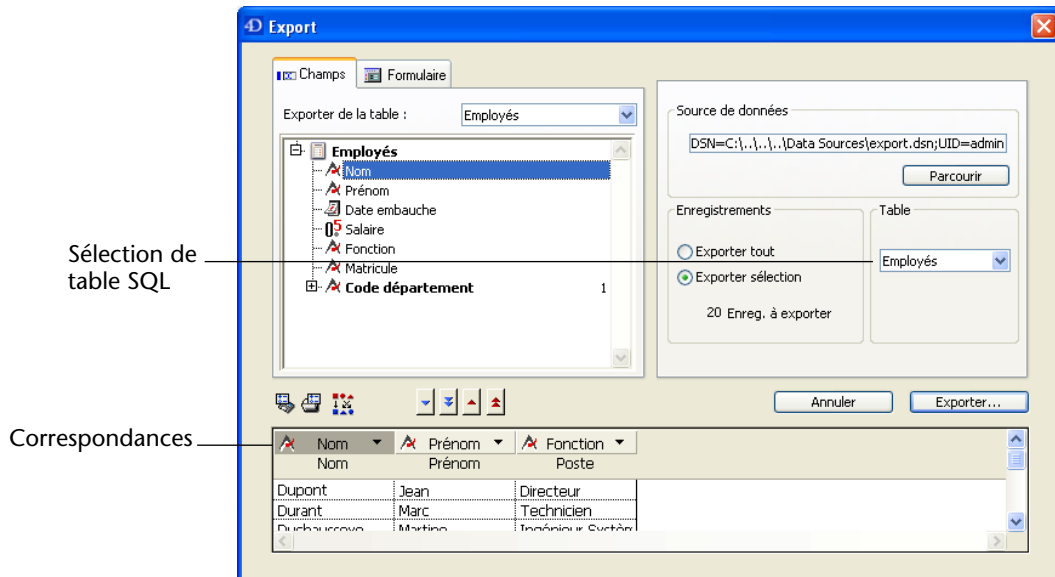 4D Export
Champs
Formulaire
Exporter de la table :
Employés
Employés
Nom
Prénom
Date embauche
Salaire
Fonction
Matricule
Code département 1
Source de données
DSN=C:\..\..\..\Data Sources\export.dsn;UID=admin
Parcourir
Enregistrements
Exporter tout
Exporter sélection
20 Enreg. à exporter
Table
Employés
Sélection de
table SQL
Annuler
Exporter...
Correspondances
Nom Prénom Fonction
Nom Prénom Poste
Dupont Jean Directeur
Durant Marc Technicien